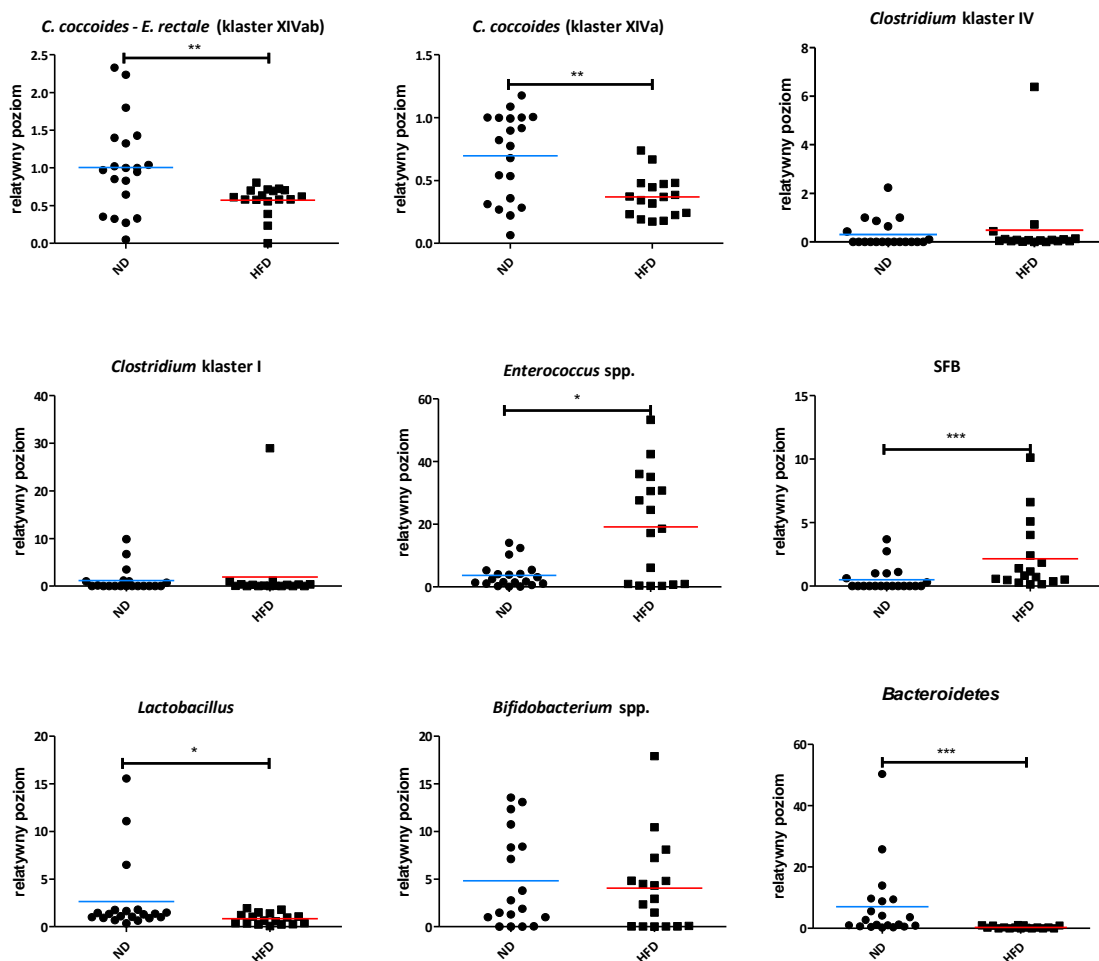 C. coccoides - E. rectale (klaster XIVab)
**
relatywny poziom
2.5
2.0
1.5
1.0
0.5
0.0
ND
HFD
C. coccoides (klaster XIVa)
**
relatywny poziom
1.5
1.0
0.5
0.0
ND
HFD
Clostridium klaster IV
relatywny poziom
8
6
4
2
0
ND
HFD
Clostridium klaster I
relatywny poziom
40
30
20
10
0
ND
HFD
Enterococcus spp.
*
relatywny poziom
60
40
20
0
ND
HFD
SFB
***
relatywny poziom
15
10
5
0
ND
HFD
Lactobacillus
*
relatywny poziom
20
15
10
5
0
ND
HFD
Bifidobacterium spp.
relatywny poziom
20
15
10
5
0
ND
HFD
Bacteroidetes
***
relatywny poziom
60
40
20
0
ND
HFD